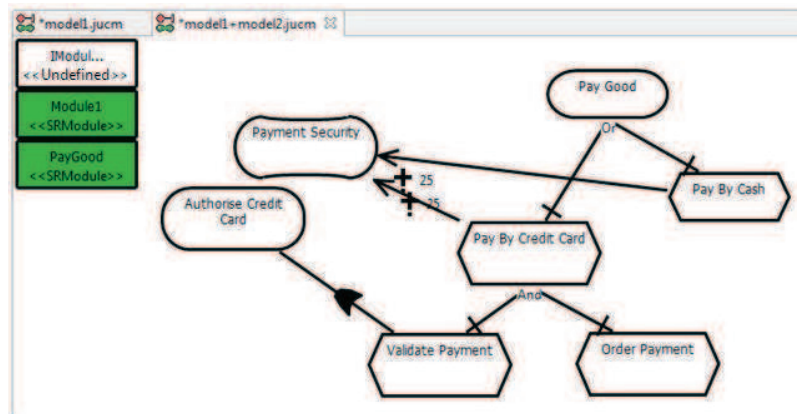 *model1.jucm
*model1+model2.jucm
IModul...
<<Undefined>>
Module1
<<SRModule>>
PayGood
<<SRModule>>
Pay Good
Or
Payment Security
25
25
Pay By Cash
Authorise Credit
Card
Pay By Credit Card
And
Validate Payment
Order Payment